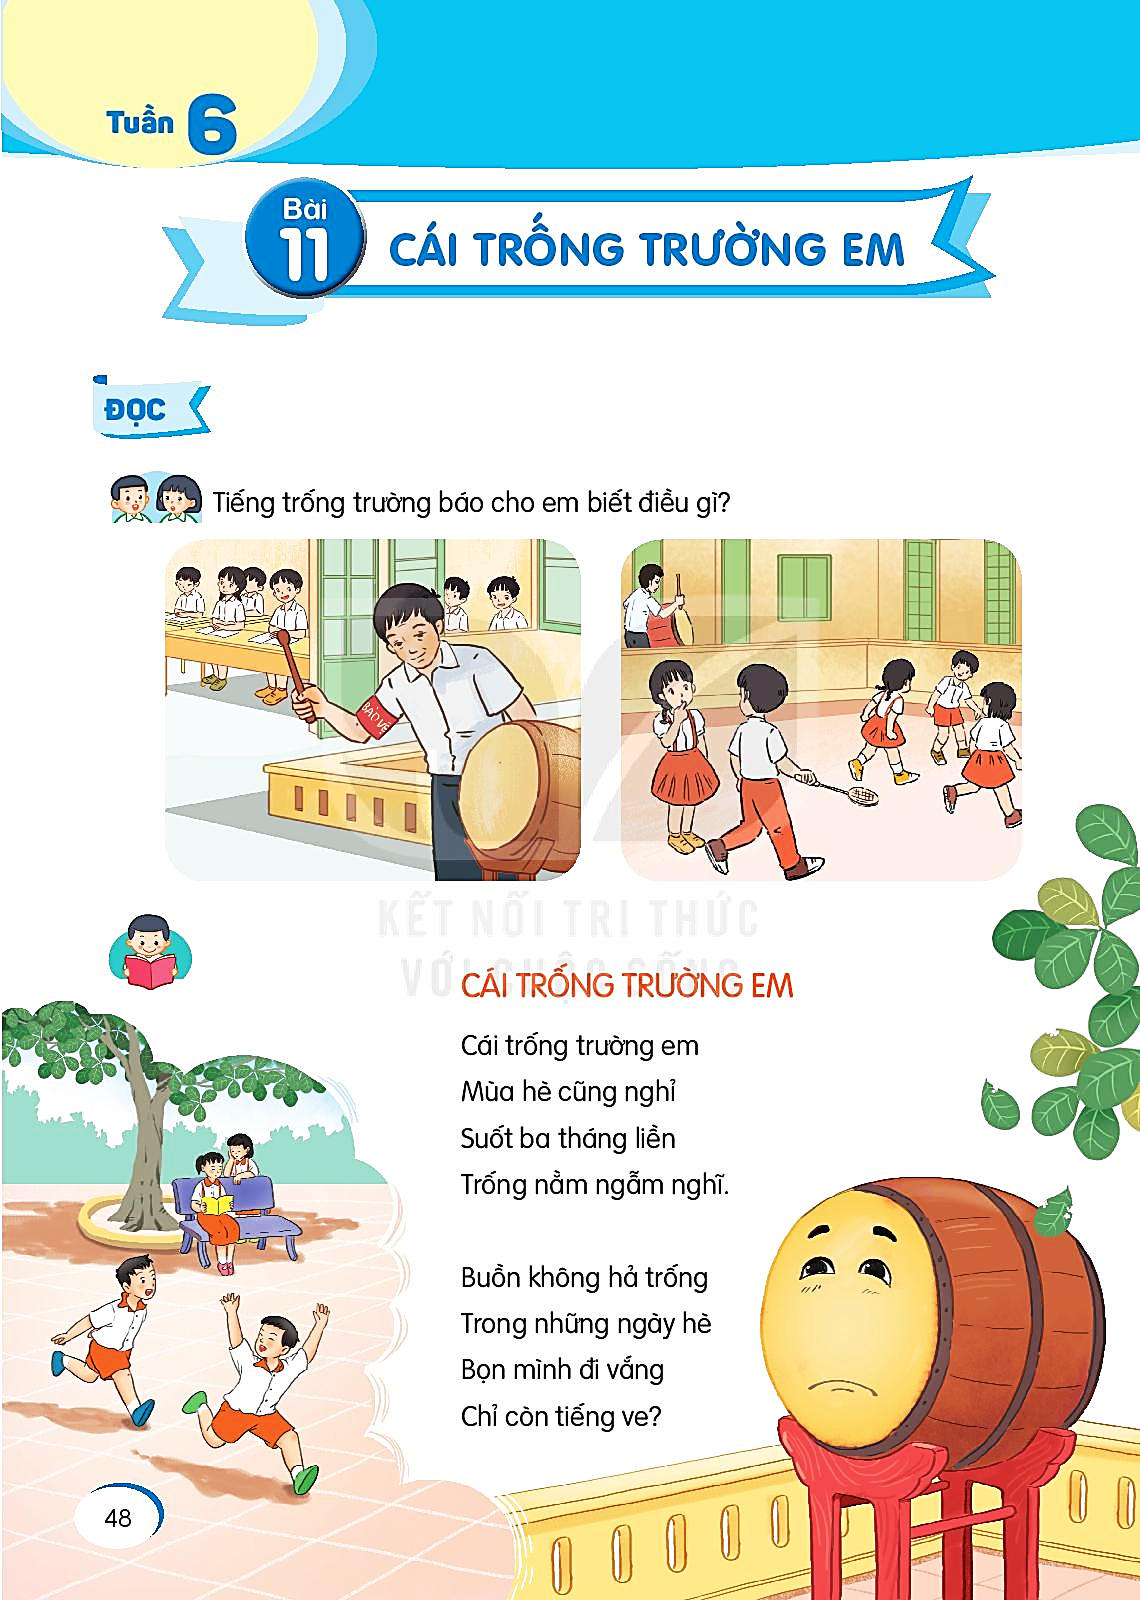 Tuần 6
Bài 11
CÁI TRỐNG TRƯỜNG EM
ĐỌC
Tiếng trống trường báo cho em biết điều gì?
BẢO VỆ
KẾT NỐI TRI THỨC
VỚI CUỘC SỐNG
CÁI TRỐNG TRƯỜNG EM
Cái trống trường em
Mùa hè cũng nghỉ
Suốt ba tháng liền
Trống nằm ngẫm nghĩ.
Buồn không hả trống
Trong những ngày hè
Bọn mình đi vắng
Chỉ còn tiếng ve?
48